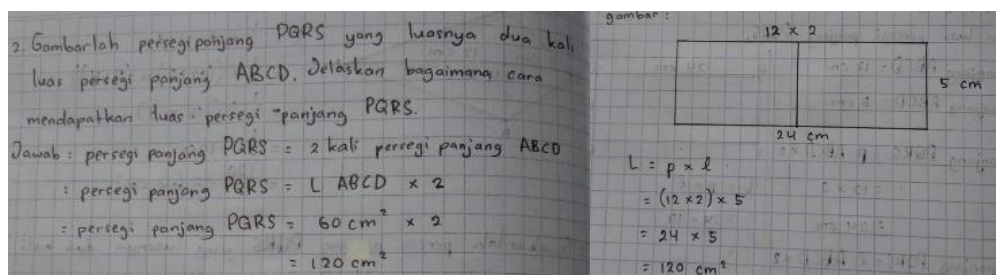 2. Gambarlah persegi panjang PQRS yang luasnya dua kali
luas persegi panjang ABCD. Jelaskan bagaimana cara
mendapatkan luas persegi panjang PQRS.
Jawab : persegi panjang PQRS = 2 kali persegi panjang ABCD
: persegi panjang PQRS = L ABCD × 2
= persegi panjang PQRS = 60 cm² × 2
= 120 cm²
gambar :
12 × 2
5 cm
24 cm
L = p × l
= (12 × 2) × 5
= 24 × 5
= 120 cm²